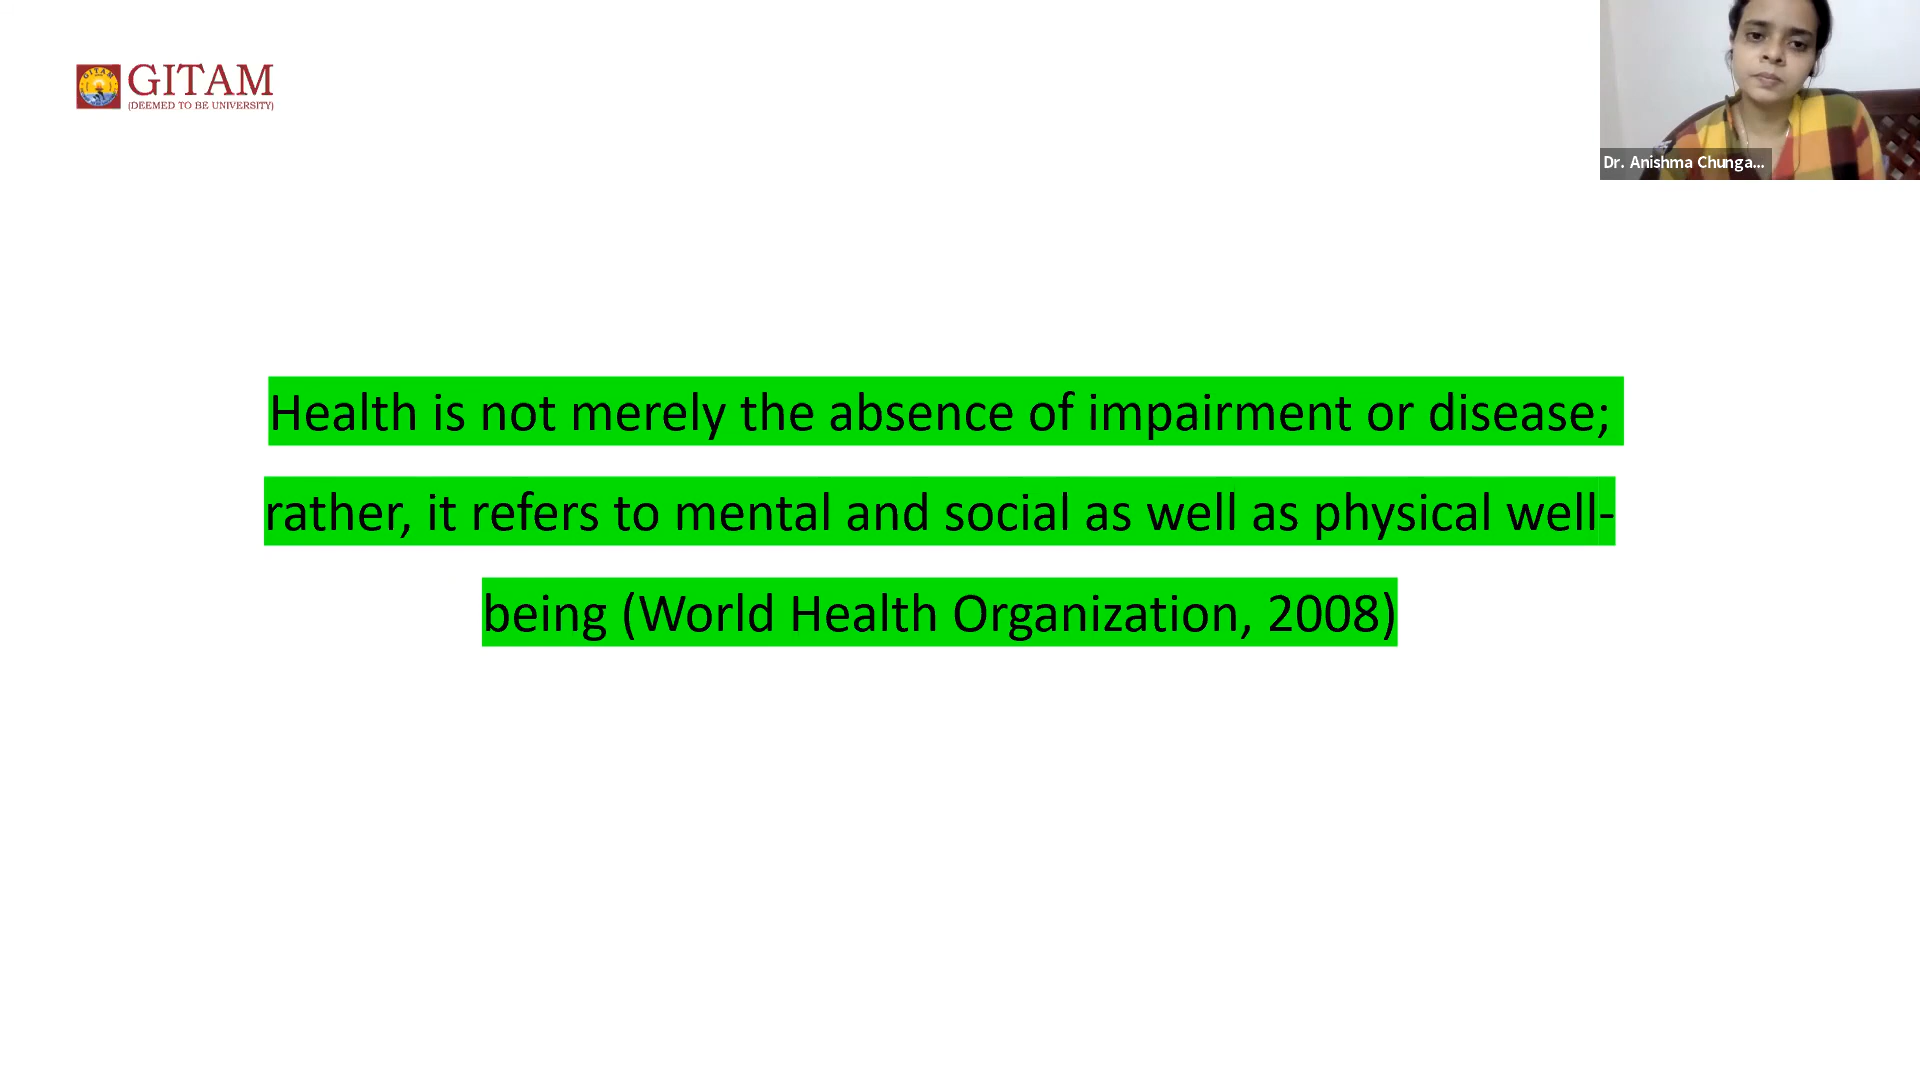 GITAM
(DEEMED TO BE UNIVERSITY)
Dr. Anishma Chunga...
Health is not merely the absence of impairment or disease;
rather, it refers to mental and social as well as physical well-
being (World Health Organization, 2008)